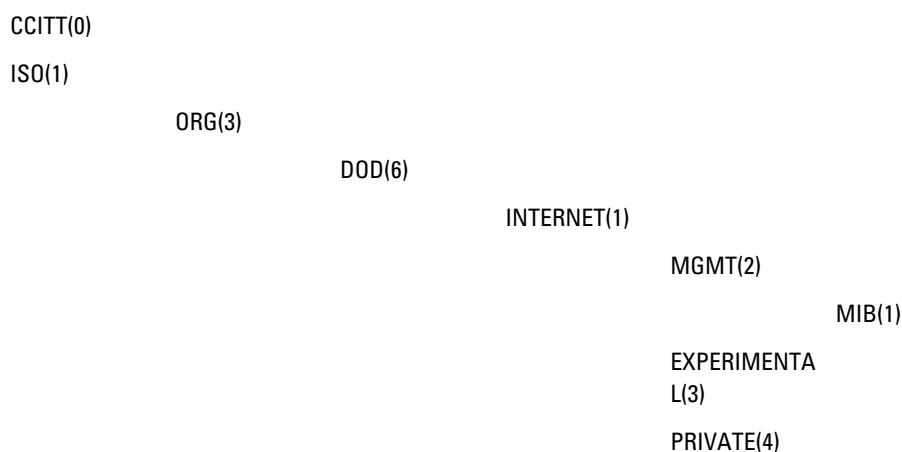 CCITT(0)
ISO(1)
ORG(3)
DOD(6)
INTERNET(1)
MGMT(2)
MIB(1)
EXPERIMENTA
L(3)
PRIVATE(4)